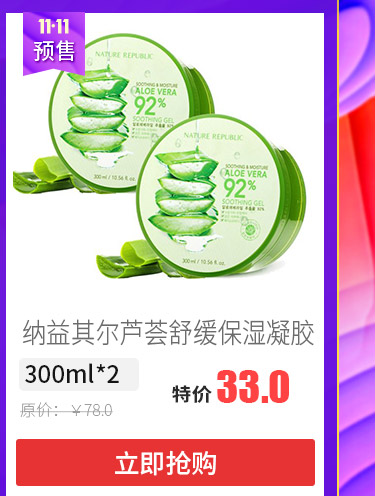 11·11
预售
NATURE REPUBLIC
SOOTHING & MOISTURE
ALOE VERA
92%
SOOTHING GEL
300ml / 10.56 fl.oz.
NATURE REPUBLIC
SOOTHING & MOISTURE
ALOE VERA
92%
SOOTHING GEL
300ml / 10.56 fl.oz.
纳益其尔芦荟舒缓保湿凝胶
300ml*2
特价 33.0
原价：￥78.0
立即抢购